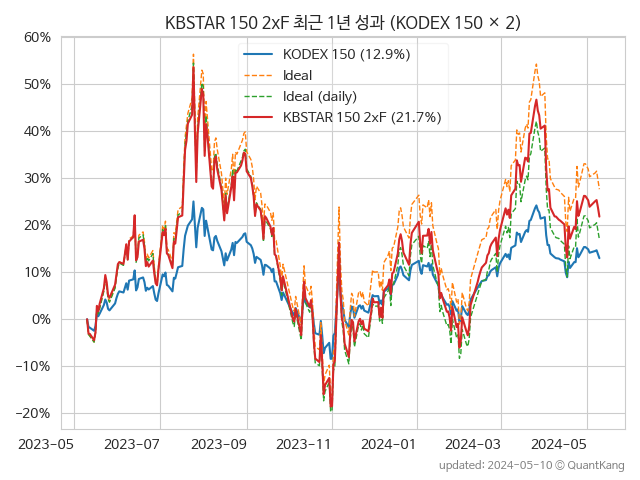 KBSTAR 150 2xF 최근 1년 성과 (KODEX 150 × 2)
60%
50%
40%
30%
20%
10%
0%
−10%
−20%
KODEX 150 (12.9%)
Ideal
Ideal (daily)
KBSTAR 150 2xF (21.7%)
2023-05
2023-07
2023-09
2023-11
2024-01
2024-03
2024-05
updated: 2024-05-10 © QuantKang